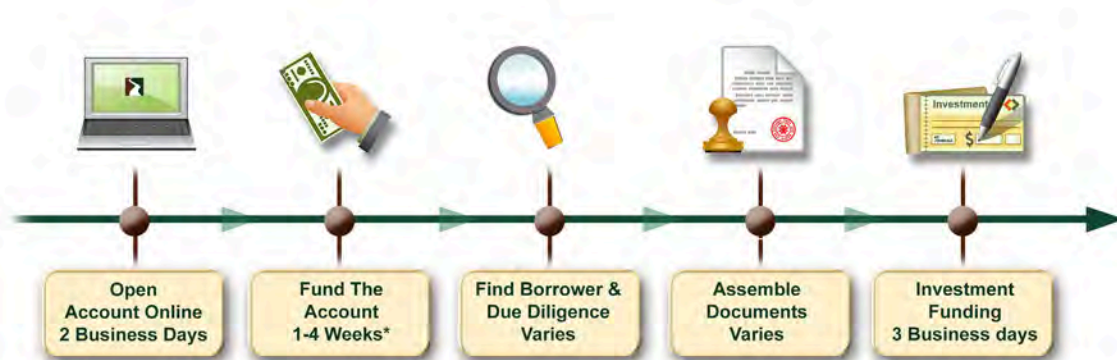 Investment
$
Open
Account Online
2 Business Days
Fund The
Account
1-4 Weeks*
Find Borrower &
Due Diligence
Varies
Assemble
Documents
Varies
Investment
Funding
3 Business days